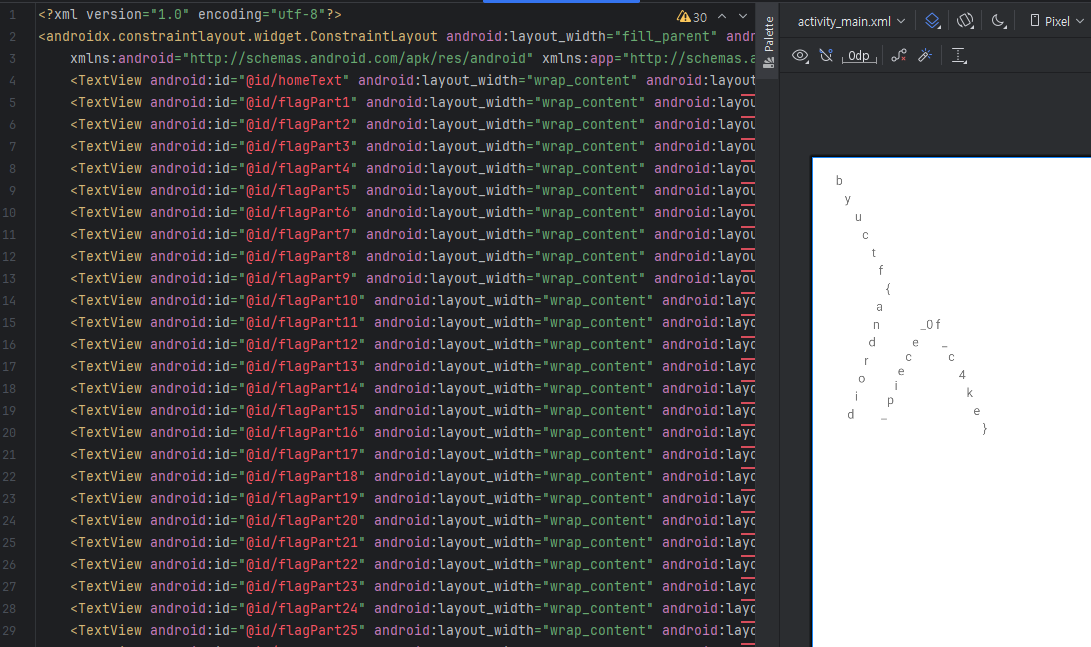 activity_main.xml
Pixel
0dp
Palette
30
1 <?xml version="1.0" encoding="utf-8"?>
2 <androidx.constraintlayout.widget.ConstraintLayout android:layout_width="fill_parent" andr
3 xmlns:android="http://schemas.android.com/apk/res/android" xmlns:app="http://schemas.a
4 <TextView android:id="@id/homeText" android:layout_width="wrap_content" android:layout
5 <TextView android:id="@id/flagPart1" android:layout_width="wrap_content" android:layou
6 <TextView android:id="@id/flagPart2" android:layout_width="wrap_content" android:layou
7 <TextView android:id="@id/flagPart3" android:layout_width="wrap_content" android:layou
8 <TextView android:id="@id/flagPart4" android:layout_width="wrap_content" android:layou
9 <TextView android:id="@id/flagPart5" android:layout_width="wrap_content" android:layou
10 <TextView android:id="@id/flagPart6" android:layout_width="wrap_content" android:layou
11 <TextView android:id="@id/flagPart7" android:layout_width="wrap_content" android:layou
12 <TextView android:id="@id/flagPart8" android:layout_width="wrap_content" android:layou
13 <TextView android:id="@id/flagPart9" android:layout_width="wrap_content" android:layou
14 <TextView android:id="@id/flagPart10" android:layout_width="wrap_content" android:layo
15 <TextView android:id="@id/flagPart11" android:layout_width="wrap_content" android:layo
16 <TextView android:id="@id/flagPart12" android:layout_width="wrap_content" android:layo
17 <TextView android:id="@id/flagPart13" android:layout_width="wrap_content" android:layo
18 <TextView android:id="@id/flagPart14" android:layout_width="wrap_content" android:layo
19 <TextView android:id="@id/flagPart15" android:layout_width="wrap_content" android:layo
20 <TextView android:id="@id/flagPart16" android:layout_width="wrap_content" android:layo
21 <TextView android:id="@id/flagPart17" android:layout_width="wrap_content" android:layo
22 <TextView android:id="@id/flagPart18" android:layout_width="wrap_content" android:layo
23 <TextView android:id="@id/flagPart19" android:layout_width="wrap_content" android:layo
24 <TextView android:id="@id/flagPart20" android:layout_width="wrap_content" android:layo
25 <TextView android:id="@id/flagPart21" android:layout_width="wrap_content" android:layo
26 <TextView android:id="@id/flagPart22" android:layout_width="wrap_content" android:layo
27 <TextView android:id="@id/flagPart23" android:layout_width="wrap_content" android:layo
28 <TextView android:id="@id/flagPart24" android:layout_width="wrap_content" android:layo
29 <TextView android:id="@id/flagPart25" android:layout_width="wrap_content" android:layo
b
y
u
c
t
f
{
a
n _0f
d e _
r c c
e 4
o i
i p k
d _ e
}